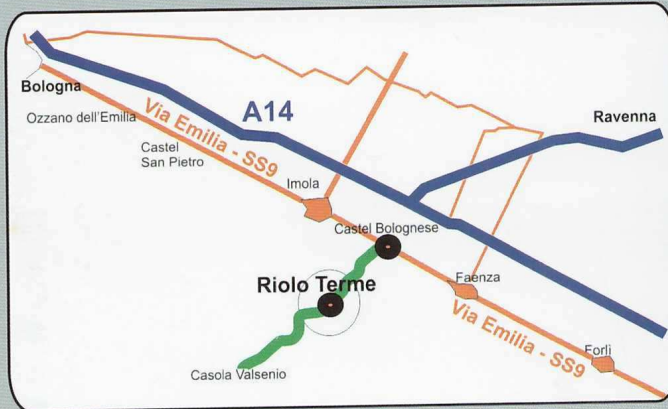 Bologna
Ozzano dell'Emilia
Via Emilia - SS9
A14
Ravenna
Castel
San Pietro
Imola
Castel Bolognese
Riolo Terme
Faenza
Via Emilia - SS9
Forlì
Casola Valsenio